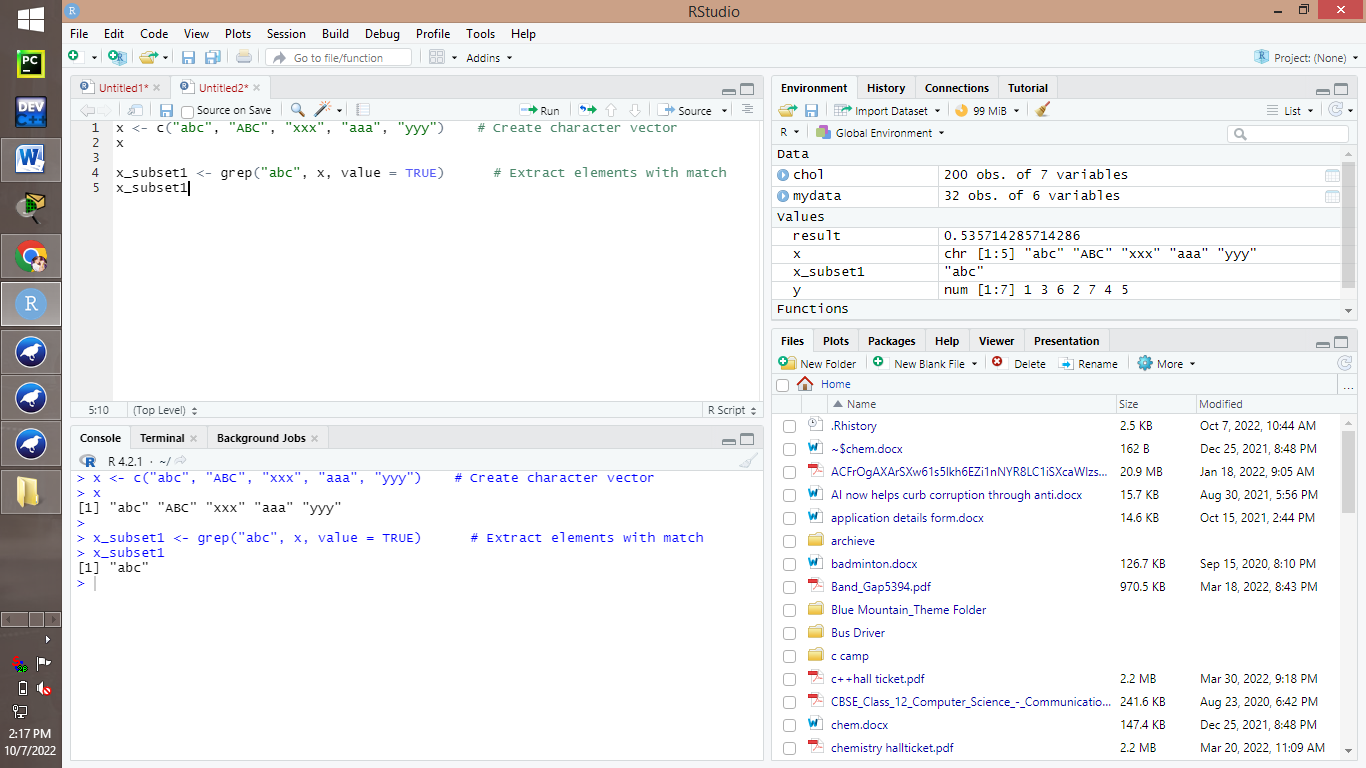 RStudio
File Edit Code View Plots Session Build Debug Profile Tools Help
Go to file/function Addins Project: (None)
Untitled1* Untitled2*
Source on Save Run Source
1 x <- c("abc", "ABC", "xxx", "aaa", "yyy") # Create character vector
2 x
3
4 x_subset1 <- grep("abc", x, value = TRUE) # Extract elements with match
5 x_subset1
5:10 (Top Level) R Script
Console Terminal Background Jobs
R 4.2.1 · ~/
> x <- c("abc", "ABC", "xxx", "aaa", "yyy") # Create character vector
> x
[1] "abc" "ABC" "xxx" "aaa" "yyy"
>
> x_subset1 <- grep("abc", x, value = TRUE) # Extract elements with match
> x_subset1
[1] "abc"
>
Environment History Connections Tutorial
Import Dataset 99 MiB List
R Global Environment
Data
chol 200 obs. of 7 variables
mydata 32 obs. of 6 variables
Values
result 0.535714285714286
x chr [1:5] "abc" "ABC" "xxx" "aaa" "yyy"
x_subset1 "abc"
y num [1:7] 1 3 6 2 7 4 5
Functions
Files Plots Packages Help Viewer Presentation
New Folder New Blank File Delete Rename More
Home ...
Name Size Modified
.Rhistory 2.5 KB Oct 7, 2022, 10:44 AM
~$chem.docx 162 B Dec 25, 2021, 8:48 PM
ACFrOgAXArSXw61s5lkh6EZi1nNYR8LC1iSXcaWlzs... 20.9 MB Jan 18, 2022, 9:05 AM
AI now helps curb corruption through anti.docx 15.7 KB Aug 30, 2021, 5:56 PM
application details form.docx 14.6 KB Oct 15, 2021, 2:44 PM
archieve
badminton.docx 126.7 KB Sep 15, 2020, 8:10 PM
Band_Gap5394.pdf 970.5 KB Mar 18, 2022, 8:43 PM
Blue Mountain_Theme Folder
Bus Driver
c camp
c++hall ticket.pdf 2.2 MB Mar 30, 2022, 9:18 PM
CBSE_Class_12_Computer_Science_-_Communicatio... 241.6 KB Aug 23, 2020, 6:42 PM
chem.docx 147.4 KB Dec 25, 2021, 8:48 PM
chemistry hallticket.pdf 2.2 MB Mar 20, 2022, 11:09 AM
PC
DEV
C++
W
R
2:17 PM
10/7/2022